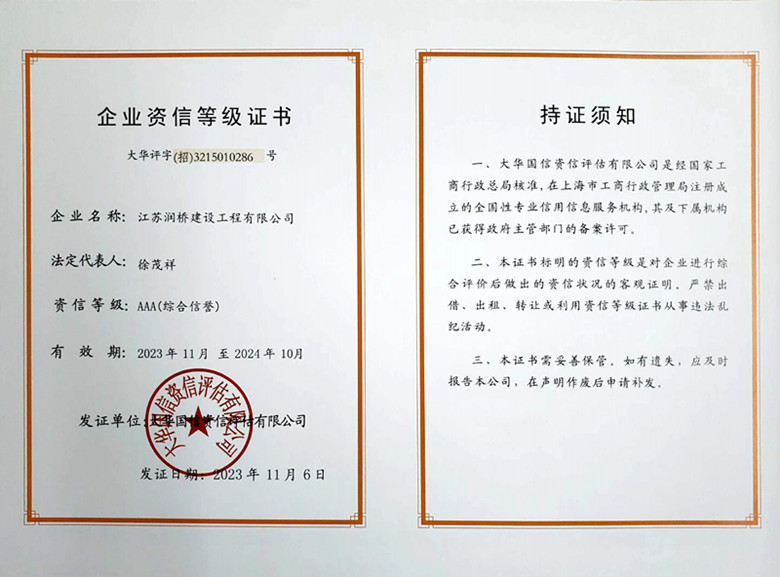 企业资信等级证书
大华评字(招)3215010286 号
企业名称: 江苏润桥建设工程有限公司
法定代表人: 徐茂祥
资信等级: AAA(综合信誉)
有 效 期: 2023年11月 至 2024年10月
发证单位:大华国信资信评估有限公司
大华国信资信评估有限公司
发证日期: 2023年11月6日
持证须知
一、大华国信资信评估有限公司是经国家工
商行政总局核准,在上海市工商行政管理局注册成
立的全国性专业信用信息服务机构,其及下属机构
已获得政府主管部门的备案许可。
二、本证书标明的资信等级是对企业进行综
合评价后做出的资信状况的客观证明。严禁出
借、出租、转让或利用资信等级证书从事违法乱
纪活动。
三、本证书需妥善保管。如有遗失,应及时
报告本公司,在声明作废后申请补发。